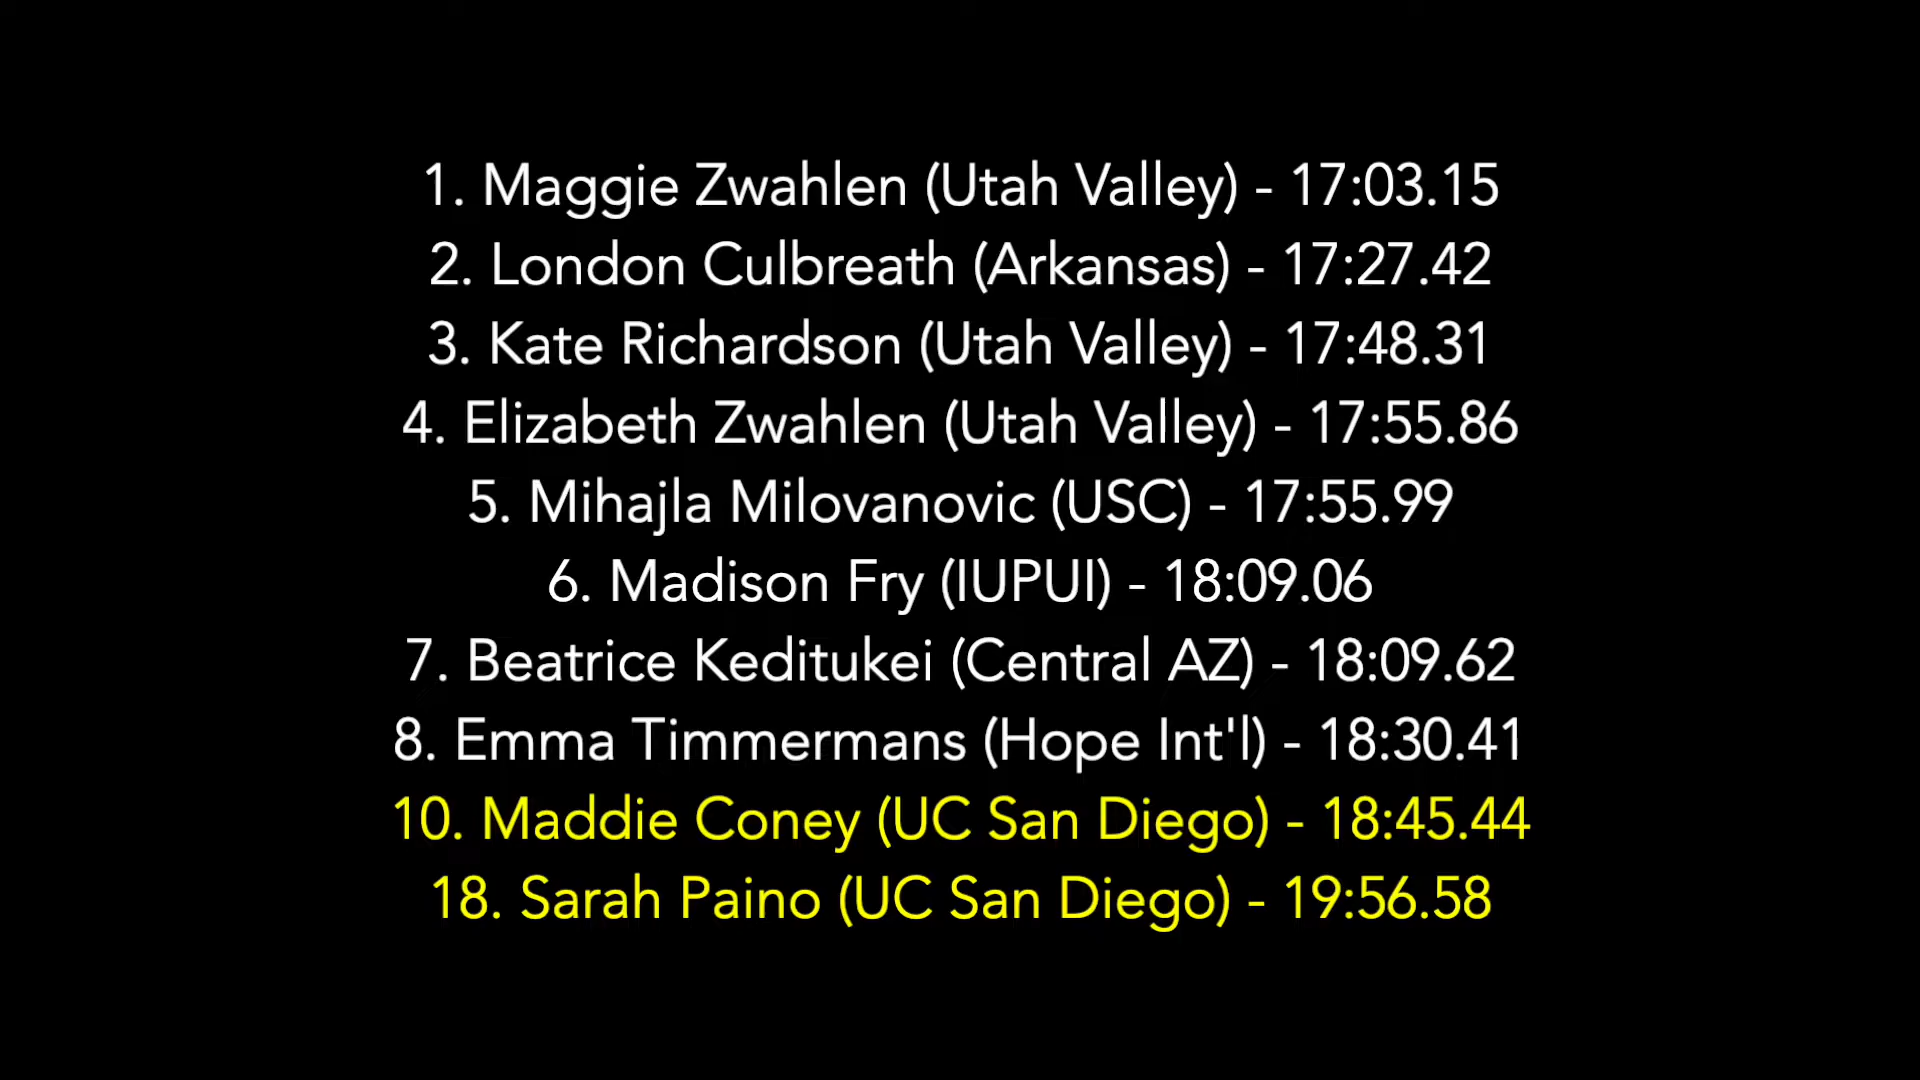 1. Maggie Zwahlen (Utah Valley) - 17:03.15
2. London Culbreath (Arkansas) - 17:27.42
3. Kate Richardson (Utah Valley) - 17:48.31
4. Elizabeth Zwahlen (Utah Valley) - 17:55.86
5. Mihajla Milovanovic (USC) - 17:55.99
6. Madison Fry (IUPUI) - 18:09.06
7. Beatrice Keditukei (Central AZ) - 18:09.62
8. Emma Timmermans (Hope Int'l) - 18:30.41
10. Maddie Coney (UC San Diego) - 18:45.44
18. Sarah Paino (UC San Diego) - 19:56.58